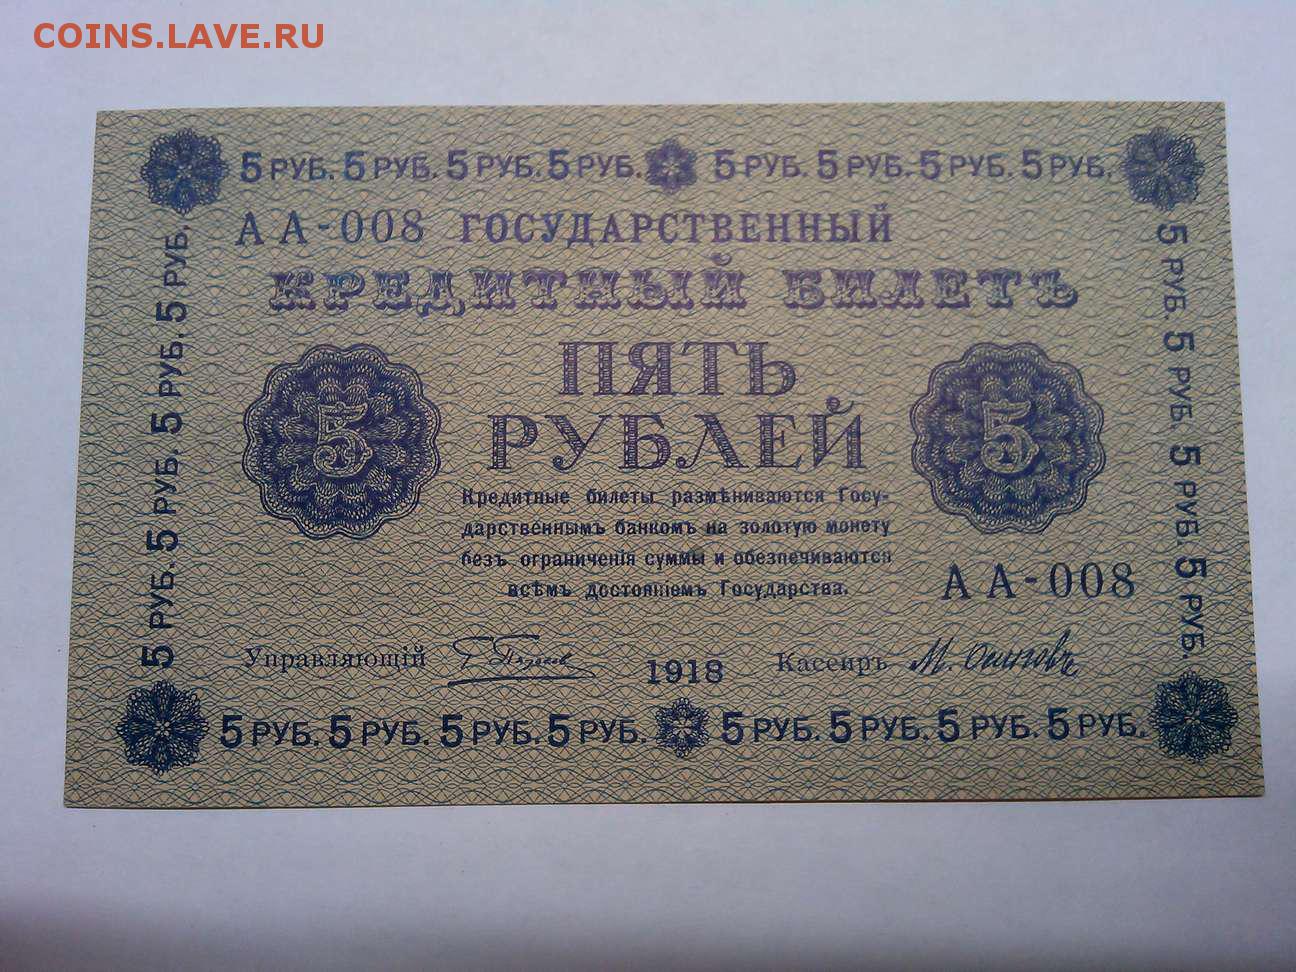 COINS.LAVE.RU
5 РУБ. 5 РУБ. 5 РУБ. 5 РУБ. 5 РУБ. 5 РУБ. 5 РУБ. 5 РУБ.
АА-008 ГОСУДАРСТВЕННЫЙ
КРЕДИТНЫЙ БИЛЕТЪ
ПЯТЬ
РУБЛЕЙ
5 5
Кредитные билеты размѣниваются Госу-
дарственнымъ банкомъ на золотую монету
безъ ограниченія суммы и обезпечиваются
всѣмъ достояніемъ Государства.
АА-008
Управляющій Г. Пятаков 1918 Кассиръ М. Осиповъ
5 РУБ. 5 РУБ. 5 РУБ. 5 РУБ. 5 РУБ. 5 РУБ. 5 РУБ. 5 РУБ.
5 РУБ. 5 РУБ. 5 РУБ. 5 РУБ.
5 РУБ. 5 РУБ. 5 РУБ. 5 РУБ.